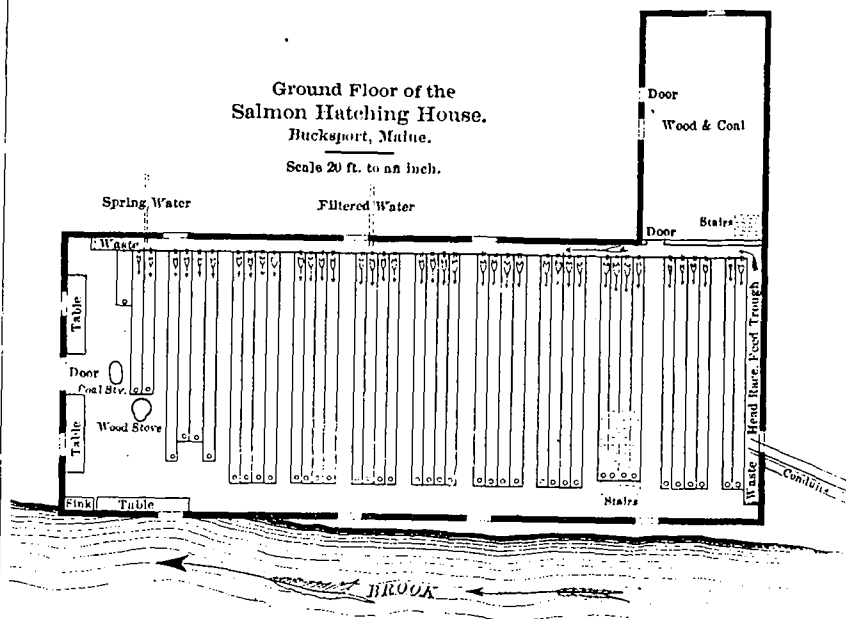 Ground Floor of the
Salmon Hatching House.
Bucksport, Maine.
Scale 20 ft. to an inch.
Door
Wood & Coal
Stairs
Door
Spring Water
Filtered Water
Waste
Table
Door
Coal Stv.
Wood Stove
Table
Sink
Table
Stairs
Waste
Head Race, Feed Trough
Conduits
BROOK